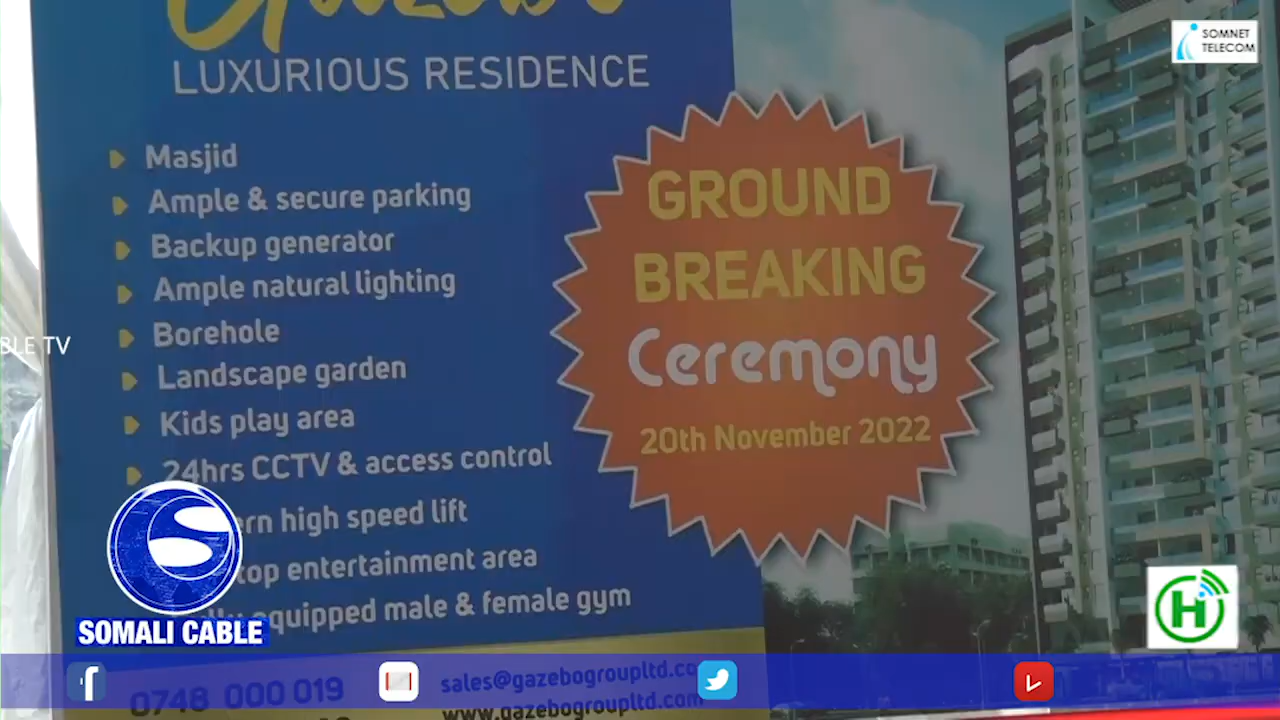 Gazebo
LUXURIOUS RESIDENCE
SOMNET
TELECOM
Masjid
Ample & secure parking
Backup generator
Ample natural lighting
Borehole
Landscape garden
Kids play area
24hrs CCTV & access control
high speed lift
entertainment area
equipped male & female gym
GROUND
BREAKING
Ceremony
20th November 2022
TV
SOMALI CABLE
H
0748 000 019
sales@gazebogroupltd.co
www.gazebogroupltd.com